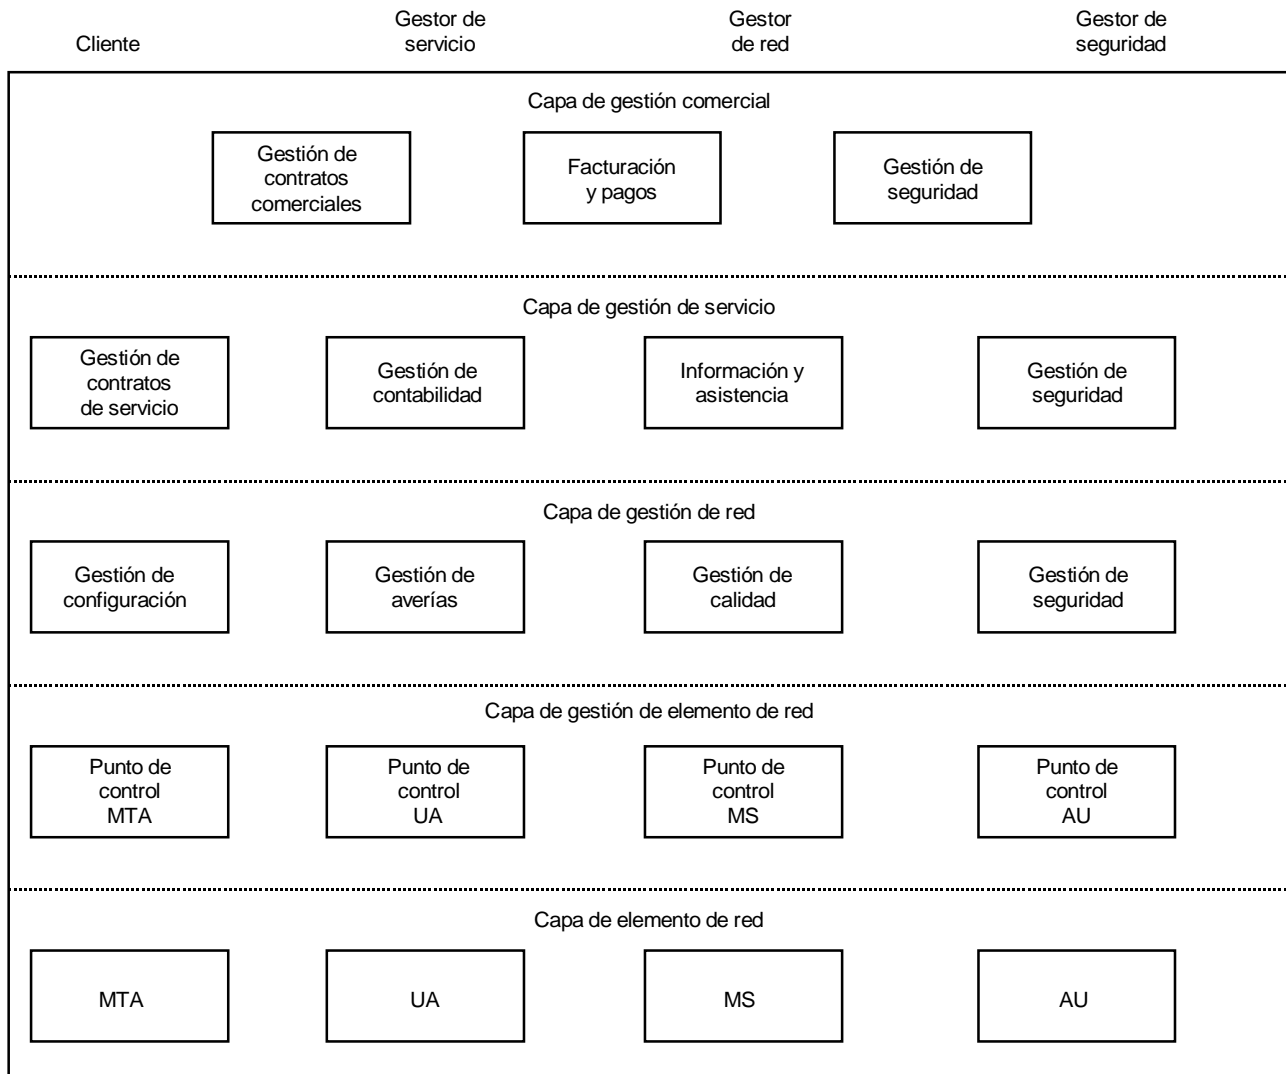 Cliente
Gestor de
servicio
Gestor
de red
Gestor de
seguridad
Capa de gestión comercial
Gestión de
contratos
comerciales
Facturación
y pagos
Gestión de
seguridad
Capa de gestión de servicio
Gestión de
contratos
de servicio
Gestión de
contabilidad
Información y
asistencia
Gestión de
seguridad
Capa de gestión de red
Gestión de
configuración
Gestión de
averías
Gestión de
calidad
Gestión de
seguridad
Capa de gestión de elemento de red
Punto de
control
MTA
Punto de
control
UA
Punto de
control
MS
Punto de
control
AU
Capa de elemento de red
MTA
UA
MS
AU